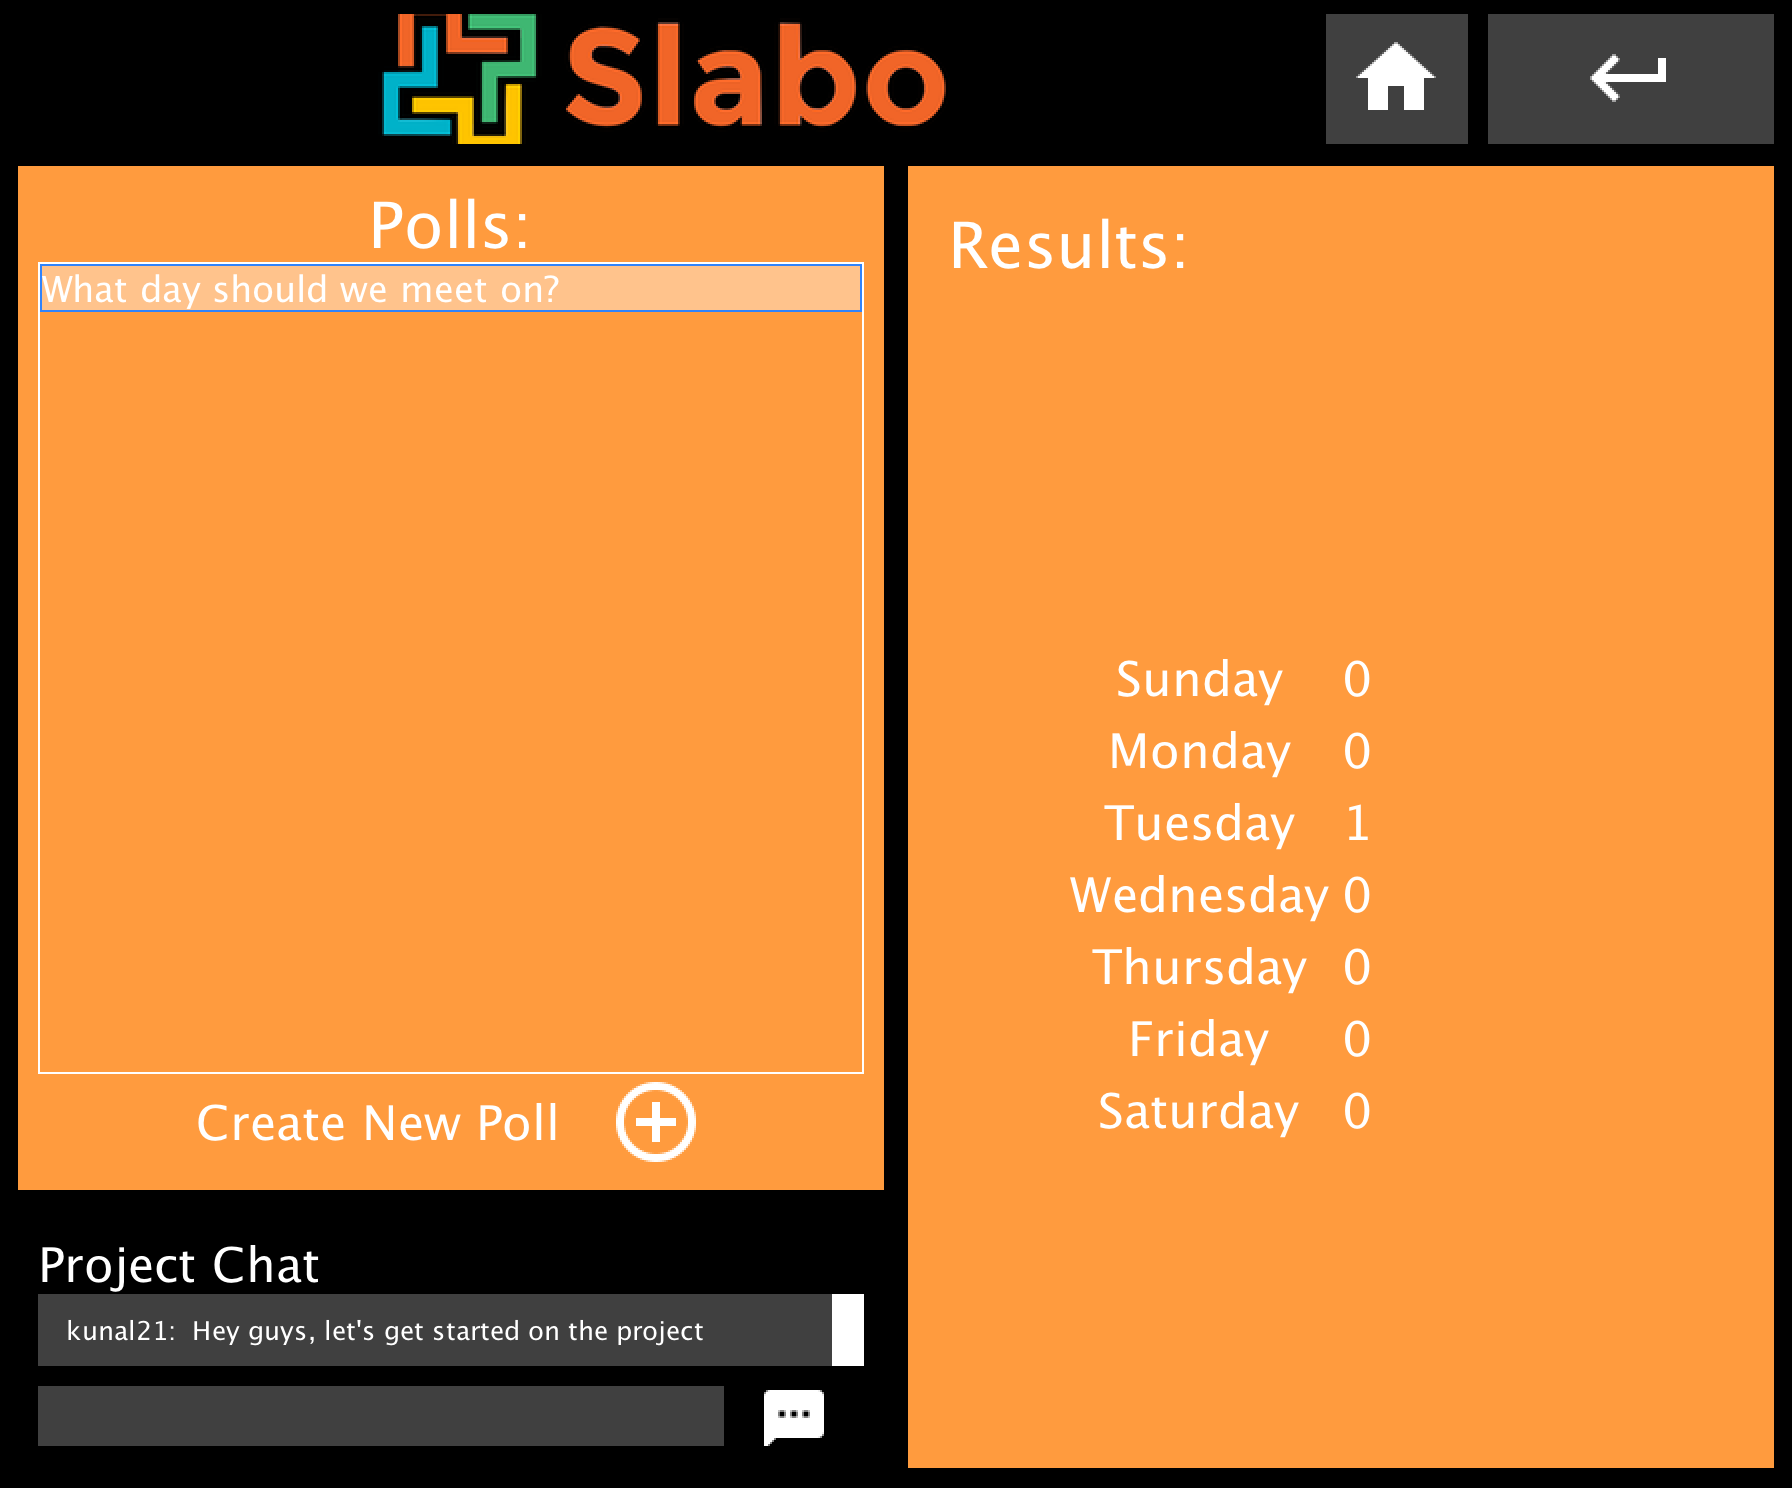 Slabo
Polls:
What day should we meet on?
Create New Poll
Results:
Sunday 0
Monday 0
Tuesday 1
Wednesday 0
Thursday 0
Friday 0
Saturday 0
Project Chat
kunal21: Hey guys, let's get started on the project